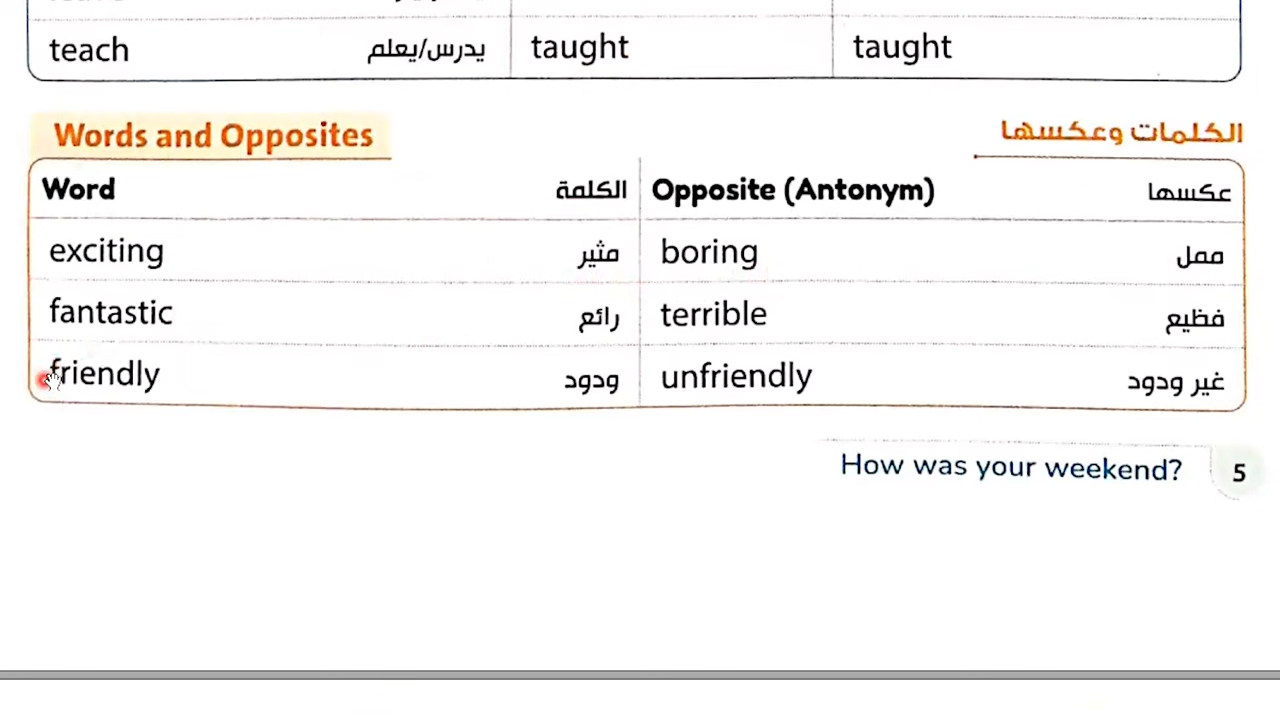 teach يدرس/يعلم taught taught
Words and Opposites الكلمات وعكسها
Word الكلمة Opposite (Antonym) عكسها
exciting مثير boring ممل
fantastic رائع terrible فظيع
friendly ودود unfriendly غير ودود
How was your weekend? 5